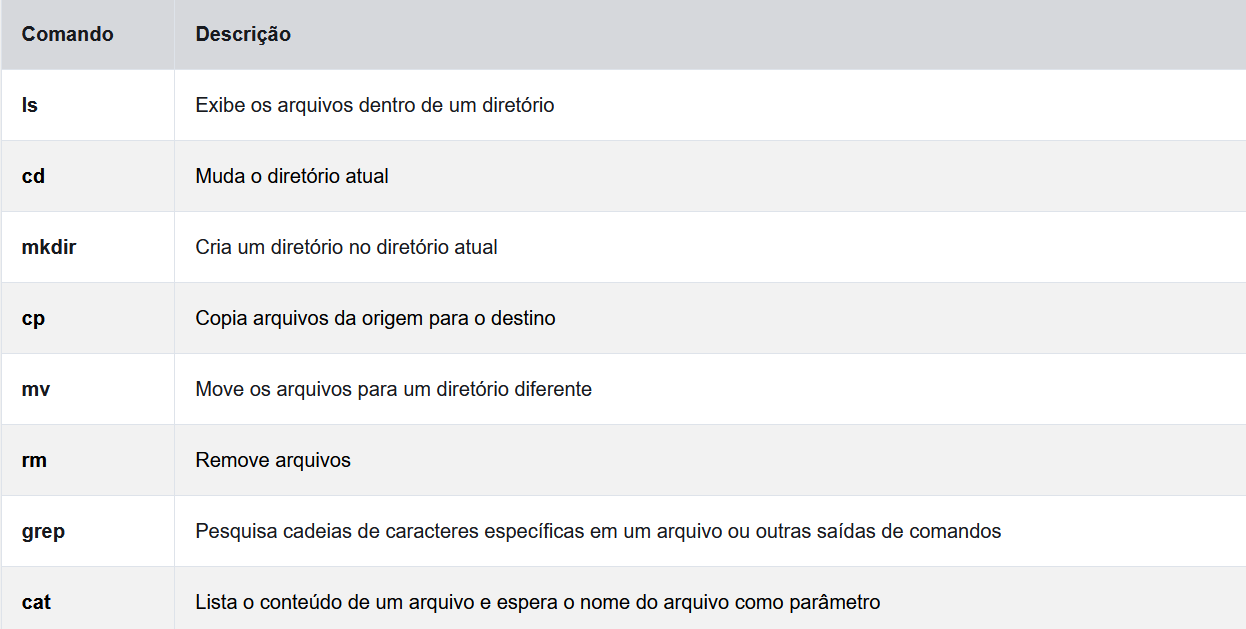 Comando Descrição
ls Exibe os arquivos dentro de um diretório
cd Muda o diretório atual
mkdir Cria um diretório no diretório atual
cp Copia arquivos da origem para o destino
mv Move os arquivos para um diretório diferente
rm Remove arquivos
grep Pesquisa cadeias de caracteres específicas em um arquivo ou outras saídas de comandos
cat Lista o conteúdo de um arquivo e espera o nome do arquivo como parâmetro